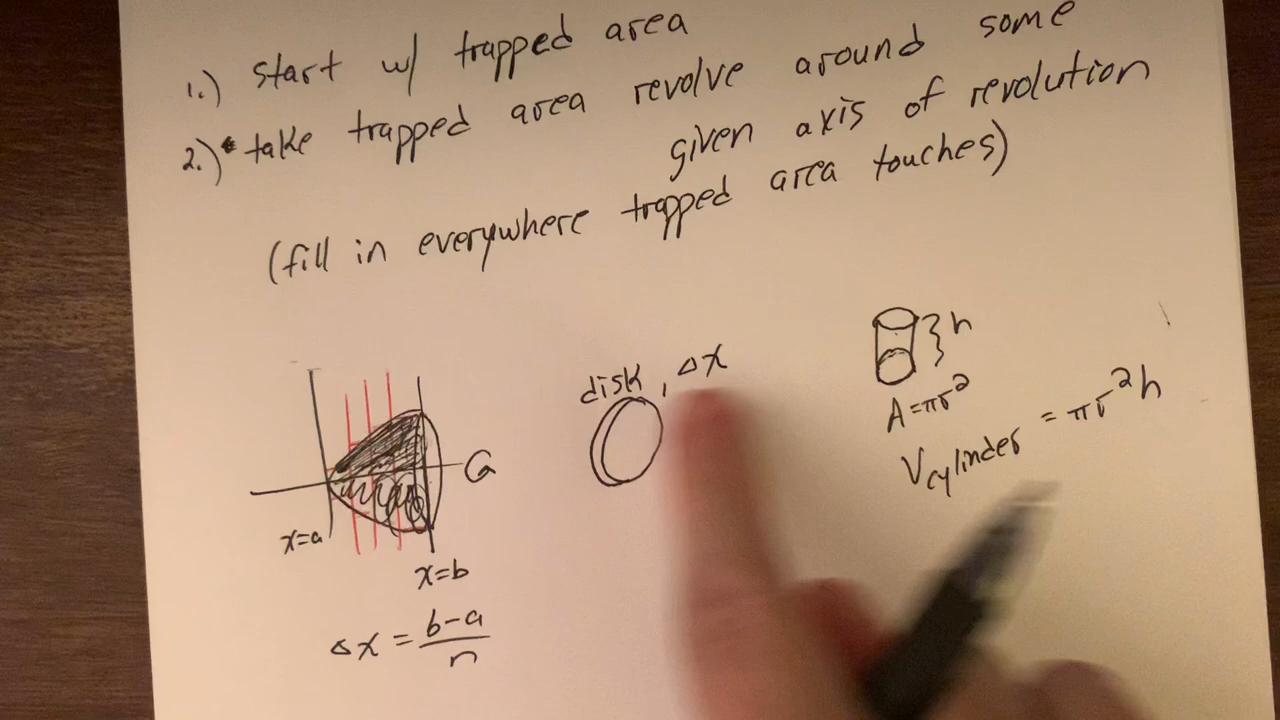 1.) start w/ trapped area
2.) take trapped area revolve around some
given axis of revolution
(fill in everywhere trapped area touches)
disk, Δx
h
A=πr²
V cylinder = πr²h
x=a
x=b
Δx = b-a/n